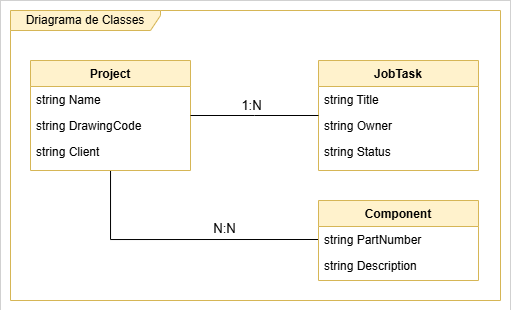 Driagrama de Classes
Project
string Name
string DrawingCode
string Client
1:N
JobTask
string Title
string Owner
string Status
N:N
Component
string PartNumber
string Description